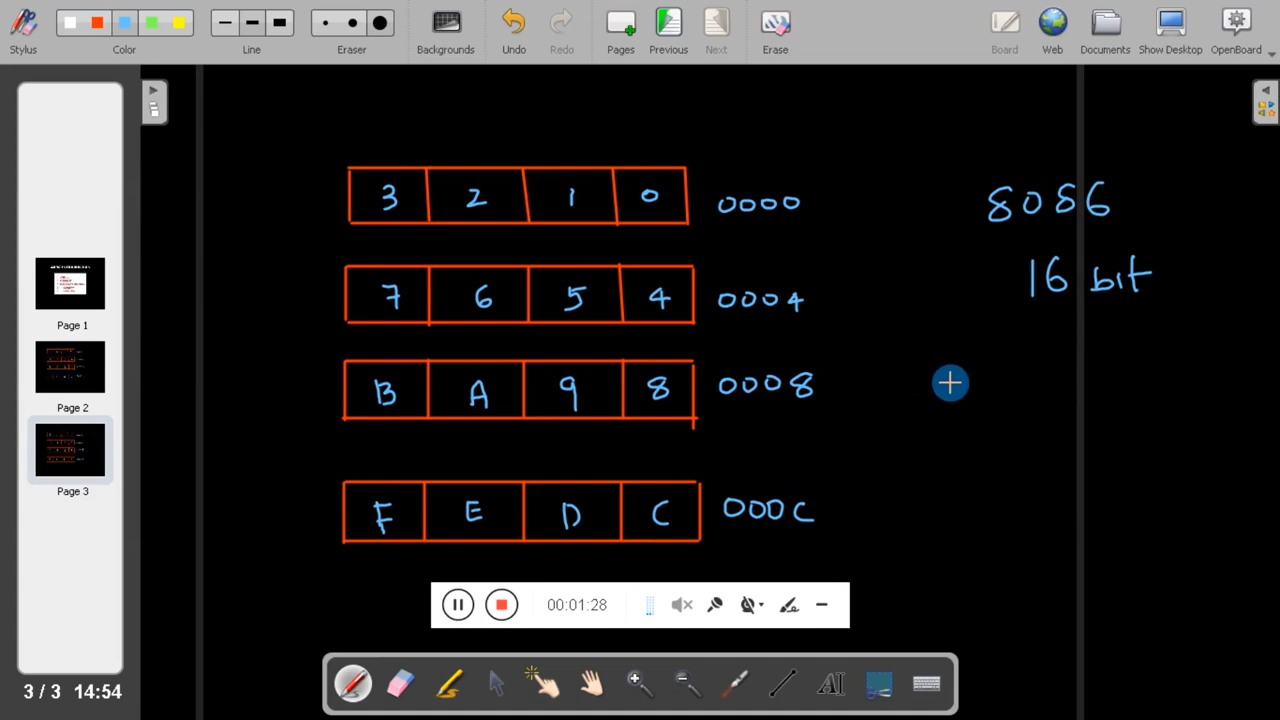 Stylus Color Line Eraser Backgrounds Undo Redo Pages Previous Next Erase Board Web Documents Show Desktop OpenBoard
3 2 1 0 0000
8086
7 6 5 4 0004
16 bit
Page 1
B A 9 8 0008
Page 2
Page 3
F E D C 000C
00:01:28
AI
3 / 3 14:54